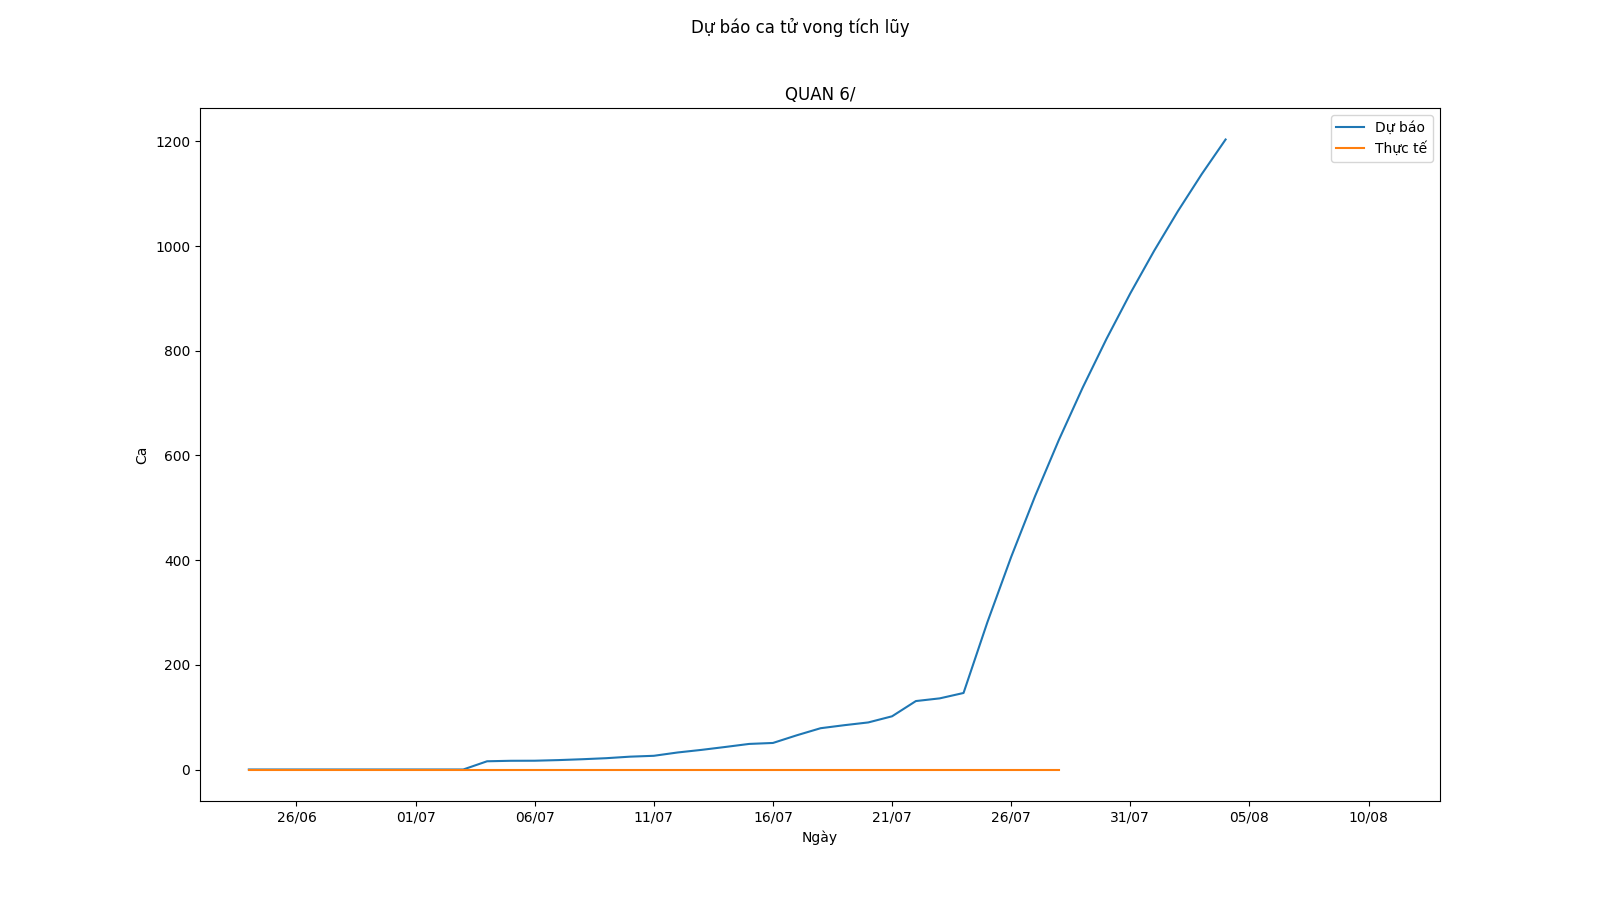 Dự báo ca tử vong tích lũy
QUAN 6/
Dự báo
Thực tế
1200
1000
800
600
400
200
0
Ca
26/06 01/07 06/07 11/07 16/07 21/07 26/07 31/07 05/08 10/08
Ngày